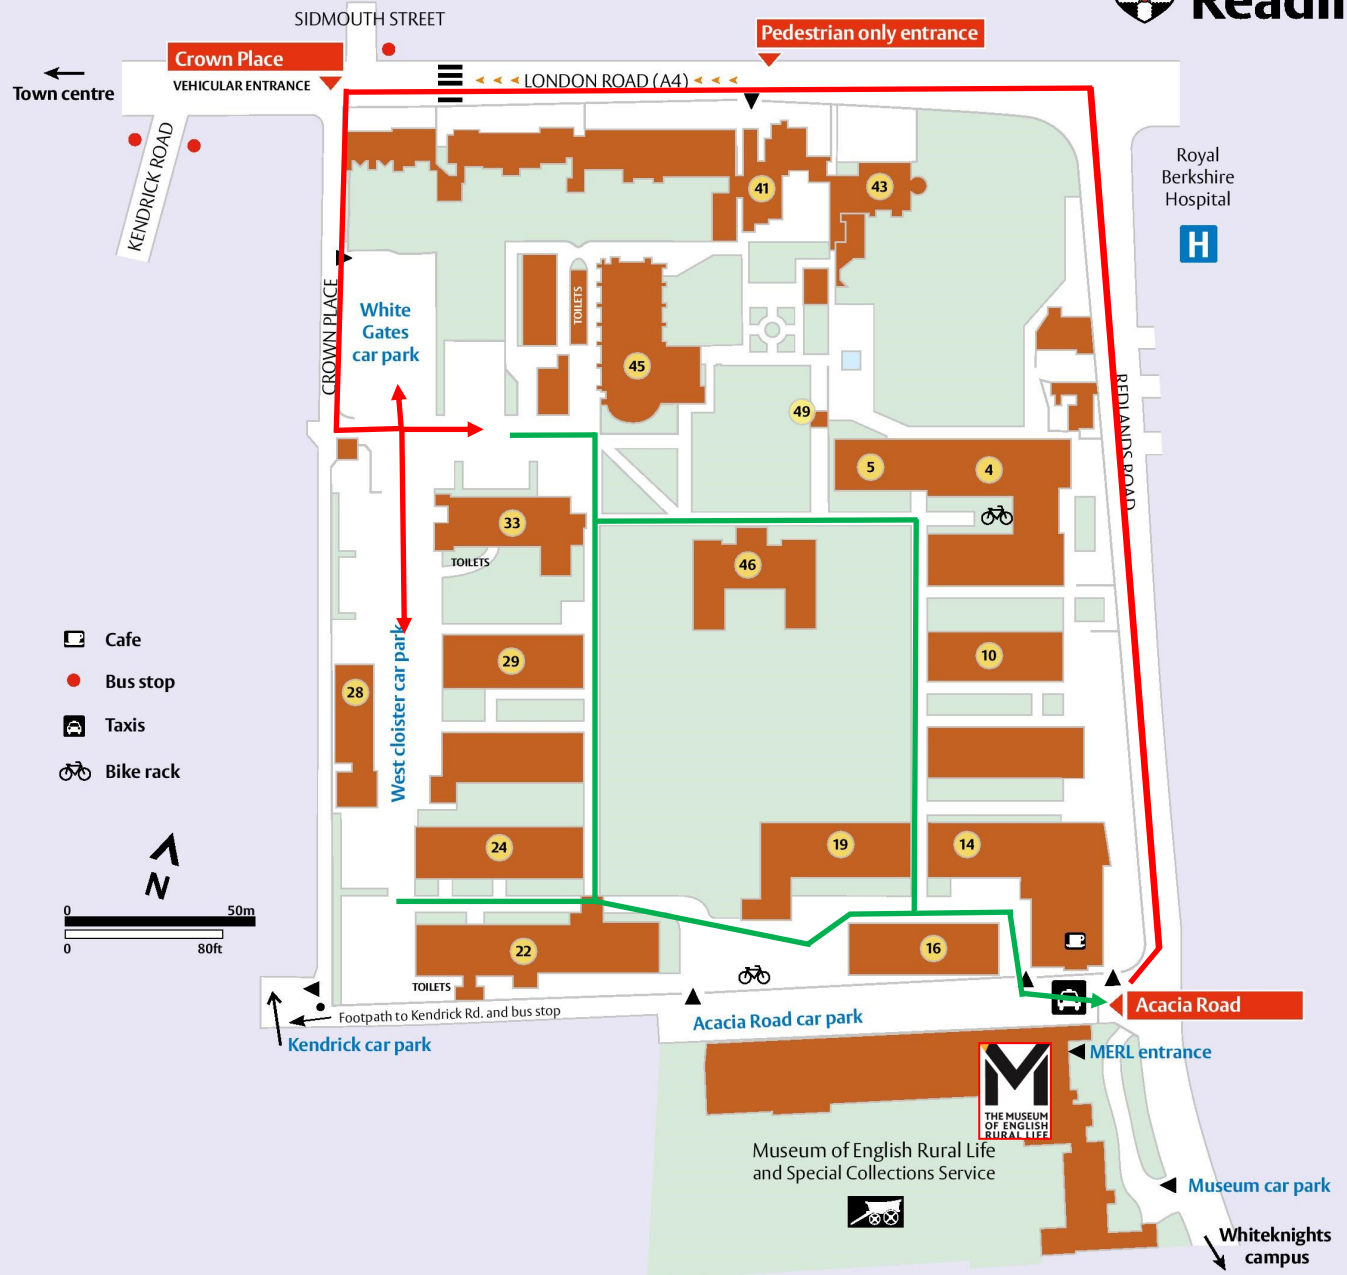 Readi
SIDMOUTH STREET
Crown Place
VEHICULAR ENTRANCE
Pedestrian only entrance
LONDON ROAD (A4)
Town centre
KENDRICK ROAD
Royal
Berkshire
Hospital
H
41
43
CROWN PLACE
White
Gates
car park
TOILETS
45
49
REDLANDS ROAD
5
4
33
TOILETS
46
Cafe
Bus stop
Taxis
Bike rack
28
29
10
West cloister car park
24
19
14
N
0
50m
0
80ft
22
16
TOILETS
Footpath to Kendrick Rd. and bus stop
Kendrick car park
Acacia Road car park
Acacia Road
MERL entrance
M
THE MUSEUM
OF ENGLISH
RURAL LIFE
Museum of English Rural Life
and Special Collections Service
Museum car park
Whiteknights
campus